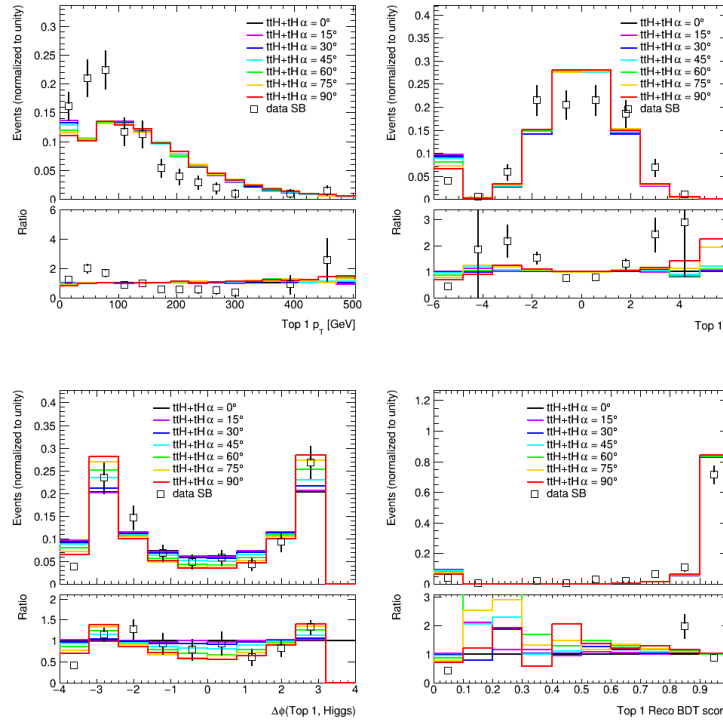 Events (normalized to unity)
0.35
0.3
0.25
0.2
0.15
0.1
0.05
0
ttH+tH α = 0°
ttH+tH α = 15°
ttH+tH α = 30°
ttH+tH α = 45°
ttH+tH α = 60°
ttH+tH α = 75°
ttH+tH α = 90°
data SB
Ratio
6
4
2
0
0 100 200 300 400 500
Top 1 p_T [GeV]
Events (normalized to unity)
0.4
0.3
0.2
0.1
0
ttH+tH α = 0°
ttH+tH α = 15°
ttH+tH α = 30°
ttH+tH α = 45°
ttH+tH α = 60°
ttH+tH α = 75°
ttH+tH α = 90°
data SB
Ratio
3
2
1
0
−6 −4 −2 0 2 4
Top 1
Events (normalized to unity)
0.4
0.35
0.3
0.25
0.2
0.15
0.1
0.05
0
ttH+tH α = 0°
ttH+tH α = 15°
ttH+tH α = 30°
ttH+tH α = 45°
ttH+tH α = 60°
ttH+tH α = 75°
ttH+tH α = 90°
data SB
Ratio
2
1.5
1
0.5
0
−4 −3 −2 −1 0 1 2 3 4
Δϕ(Top 1, Higgs)
Events (normalized to unity)
1.2
1
0.8
0.6
0.4
0.2
0
ttH+tH α = 0°
ttH+tH α = 15°
ttH+tH α = 30°
ttH+tH α = 45°
ttH+tH α = 60°
ttH+tH α = 75°
ttH+tH α = 90°
data SB
Ratio
3
2
1
0
0 0.1 0.2 0.3 0.4 0.5 0.6 0.7 0.8 0.9
Top 1 Reco BDT scor